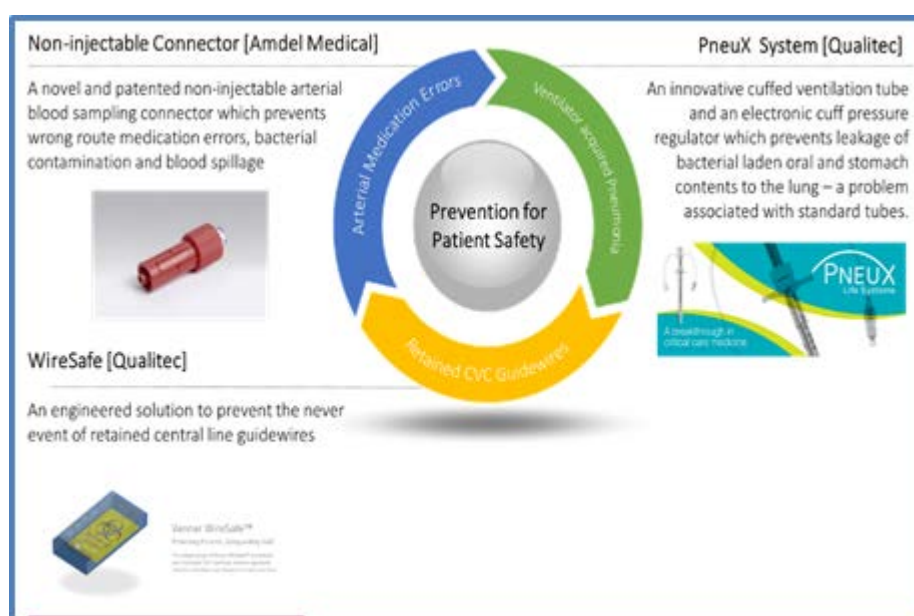 Non-injectable Connector [Amdel Medical]
A novel and patented non-injectable arterial
blood sampling connector which prevents
wrong route medication errors, bacterial
contamination and blood spillage
Arterial Medication Errors
Ventilator acquired Pneumonia
Retained CVC Guidewires
Prevention for
Patient Safety
PneuX System [Qualitec]
An innovative cuffed ventilation tube
and an electronic cuff pressure
regulator which prevents leakage of
bacterial laden oral and stomach
contents to the lung – a problem
associated with standard tubes.
PNEUX
Life Systems
A breakthrough in
critical care medicine
WireSafe [Qualitec]
An engineered solution to prevent the never
event of retained central line guidewires
Venner WireSafe™